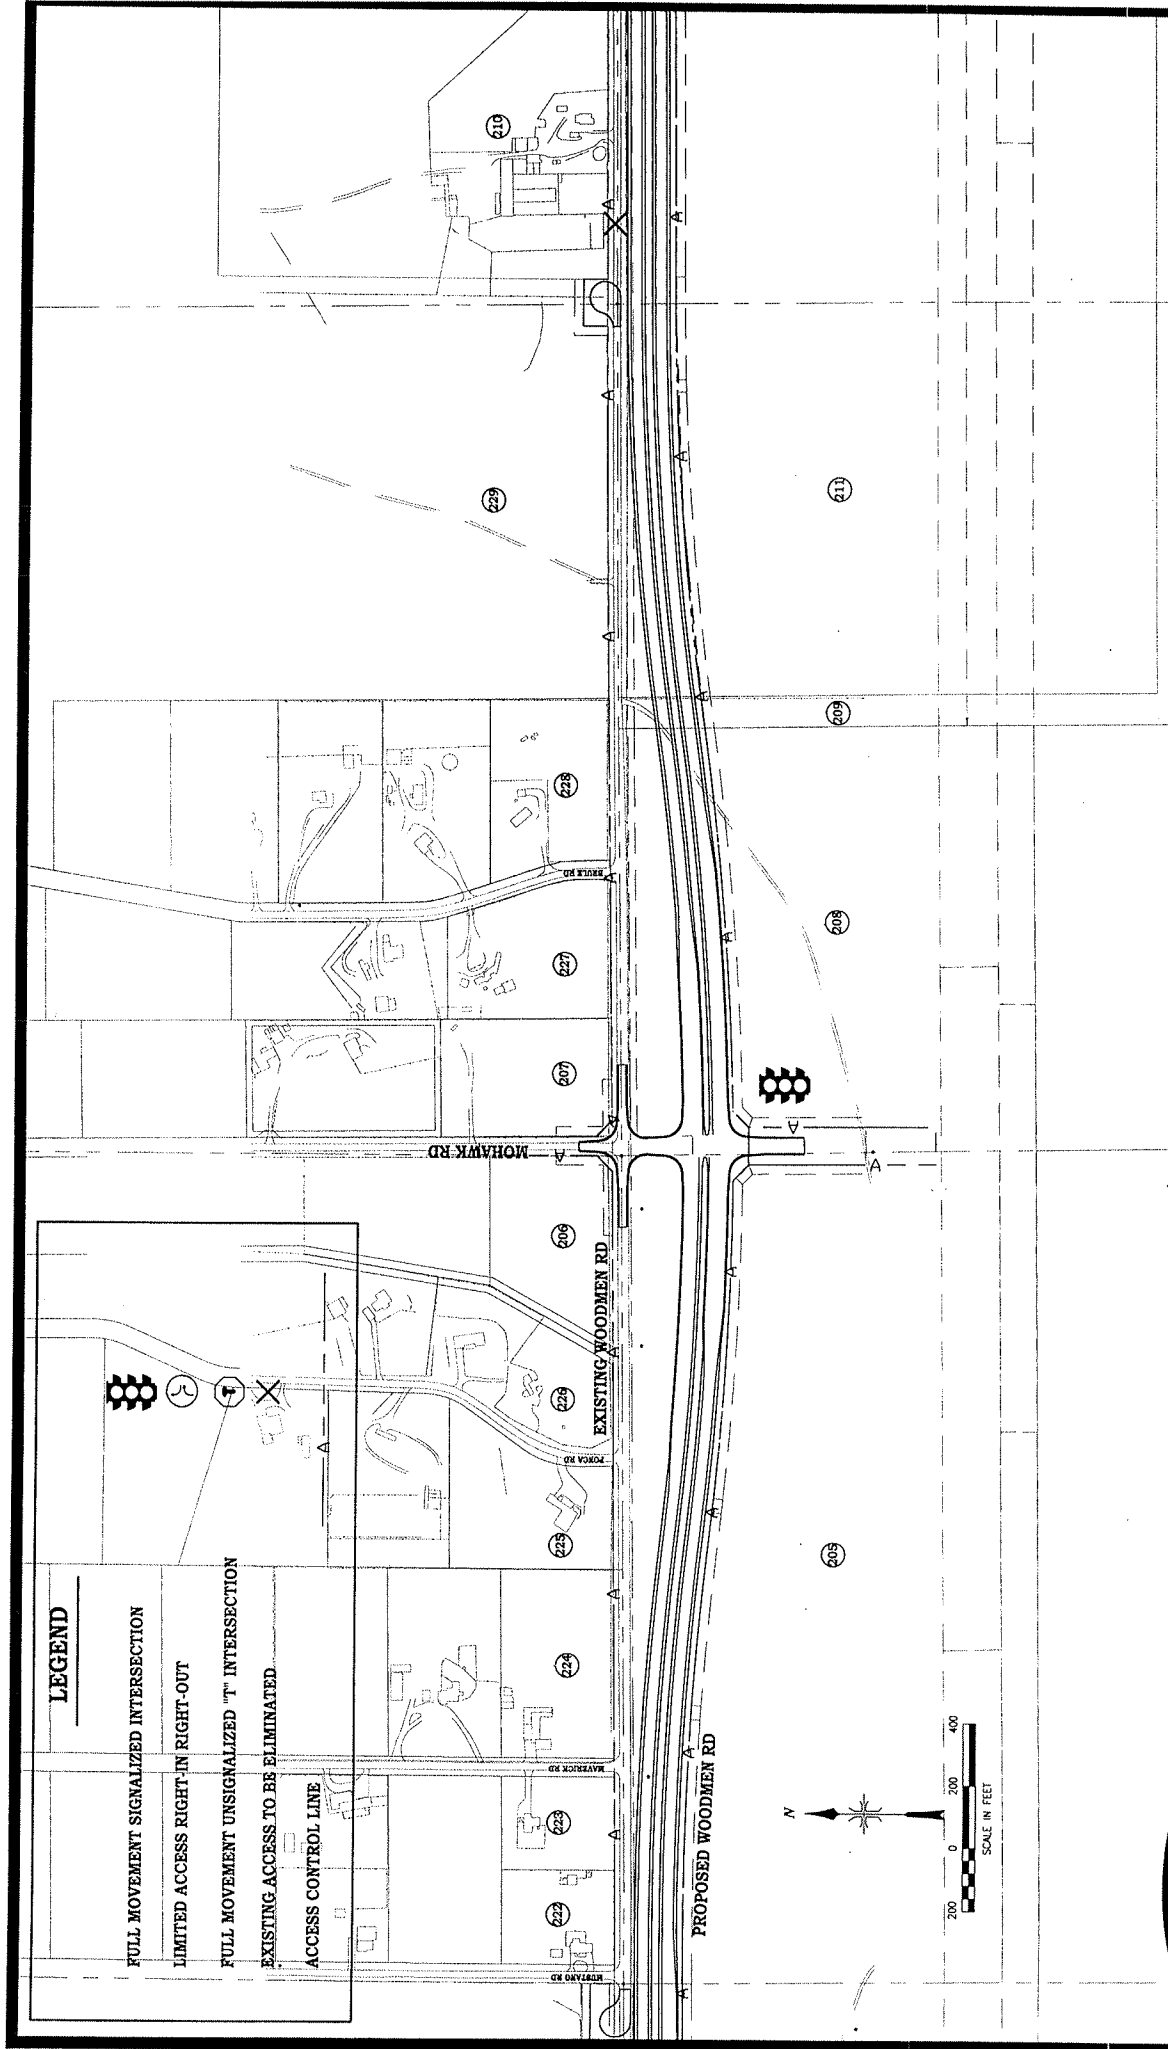 LEGEND
FULL MOVEMENT SIGNALIZED INTERSECTION
LIMITED ACCESS RIGHT-IN RIGHT-OUT
FULL MOVEMENT UNSIGNALIZED "T" INTERSECTION
EXISTING ACCESS TO BE ELIMINATED
ACCESS CONTROL LINE
A
MUSTANG RD
222
223
MAVERICK RD
224
225
PONCA RD
226
206
EXISTING WOODMEN RD
MOHAWK RD
207
227
BRULE RD
228
229
210
A
A
A
A
A
A
A
A
A
A
PROPOSED WOODMEN RD
A
A
A
A
A
A
A
A
A
A
205
208
209
211
N
200
0
200
400
SCALE IN FEET